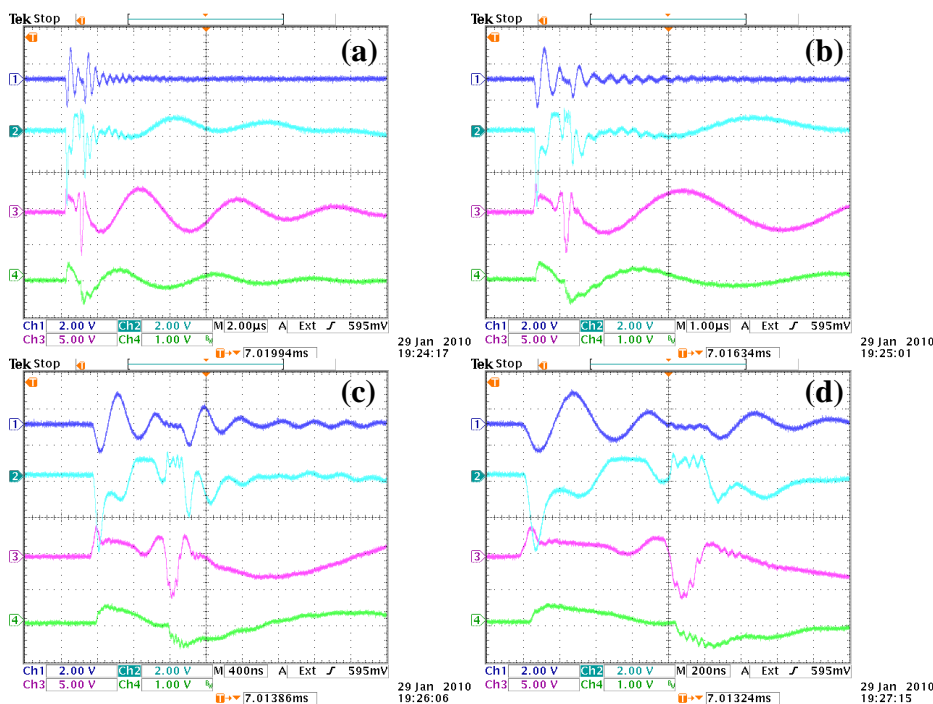 Tek Stop
(a)
1
2
3
4
Ch1 2.00 V Ch2 2.00 V M 2.00µs A Ext ƒ 595mV
Ch3 5.00 V Ch4 1.00 V
7.01994ms
29 Jan 2010
19:24:17
Tek Stop
(b)
1
2
3
4
Ch1 2.00 V Ch2 2.00 V M 1.00µs A Ext ƒ 595mV
Ch3 5.00 V Ch4 1.00 V
7.01634ms
29 Jan 2010
19:25:01
Tek Stop
(c)
1
2
3
4
Ch1 2.00 V Ch2 2.00 V M 400ns A Ext ƒ 595mV
Ch3 5.00 V Ch4 1.00 V
7.01386ms
29 Jan 2010
19:26:06
Tek Stop
(d)
1
2
3
4
Ch1 2.00 V Ch2 2.00 V M 200ns A Ext ƒ 595mV
Ch3 5.00 V Ch4 1.00 V
7.01324ms
29 Jan 2010
19:27:15